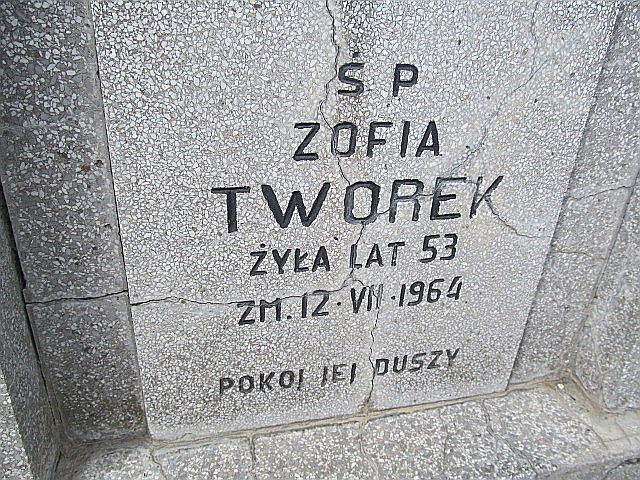 Ś P
ZOFIA
TWOREK
ŻYŁA LAT 53
ZM. 12·VII·1964.
POKOJ JEJ DUSZY